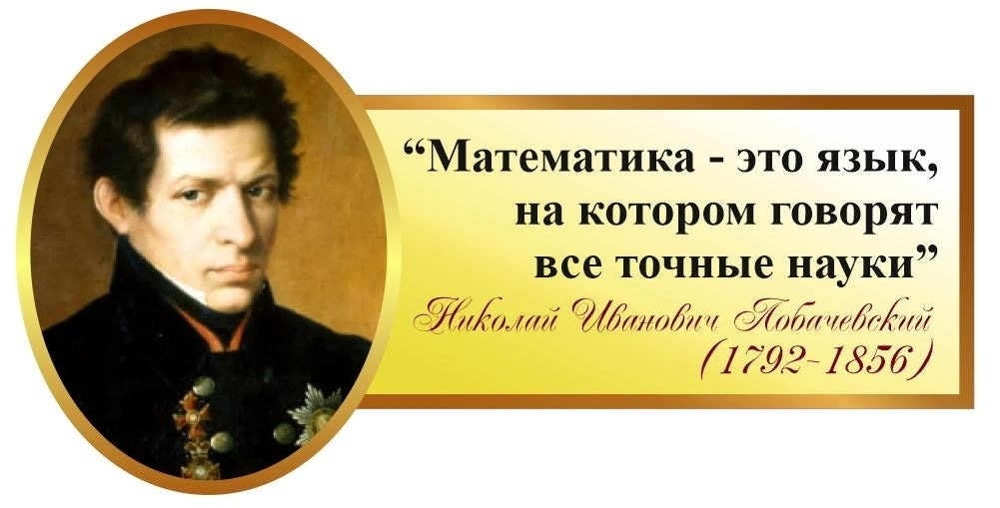 “Математика - это язык,
на котором говорят
все точные науки”
Николай Иванович Лобачевский
(1792-1856)